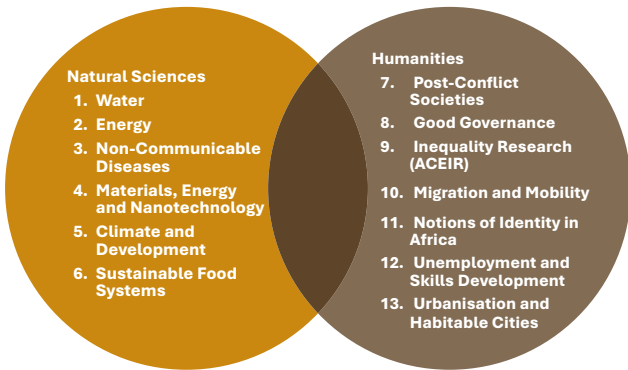 Natural Sciences
1. Water
2. Energy
3. Non-Communicable
Diseases
4. Materials, Energy
and Nanotechnology
5. Climate and
Development
6. Sustainable Food
Systems
Humanities
7. Post-Conflict
Societies
8. Good Governance
9. Inequality Research
(ACEIR)
10. Migration and Mobility
11. Notions of Identity in
Africa
12. Unemployment and
Skills Development
13. Urbanisation and
Habitable Cities